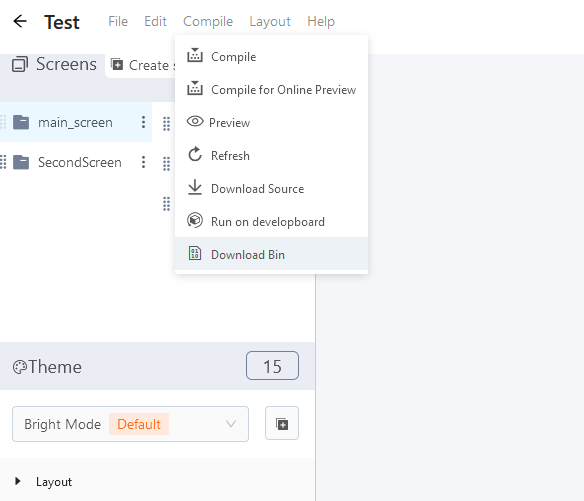 Test File Edit Compile Layout Help
Screens Create s
main_screen
SecondScreen
Compile
Compile for Online Preview
Preview
Refresh
Download Source
Run on developboard
Download Bin
Theme 15
Bright Mode Default
Layout